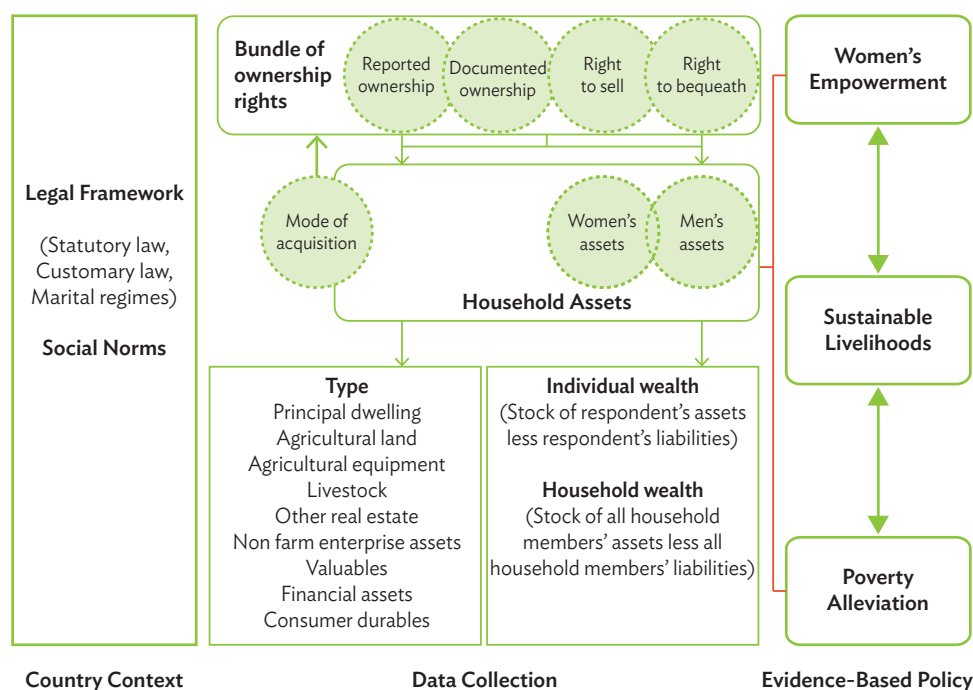 Legal Framework
(Statutory law,
Customary law,
Marital regimes)
Social Norms
Country Context
Bundle of
ownership
rights
Reported
ownership
Documented
ownership
Right
to sell
Right
to bequeath
Mode of
acquisition
Women's
assets
Men's
assets
Household Assets
Type
Principal dwelling
Agricultural land
Agricultural equipment
Livestock
Other real estate
Non farm enterprise assets
Valuables
Financial assets
Consumer durables
Individual wealth
(Stock of respondent's assets
less respondent's liabilities)
Household wealth
(Stock of all household
members' assets less all
household members' liabilities)
Data Collection
Women's
Empowerment
Sustainable
Livelihoods
Poverty
Alleviation
Evidence-Based Policy